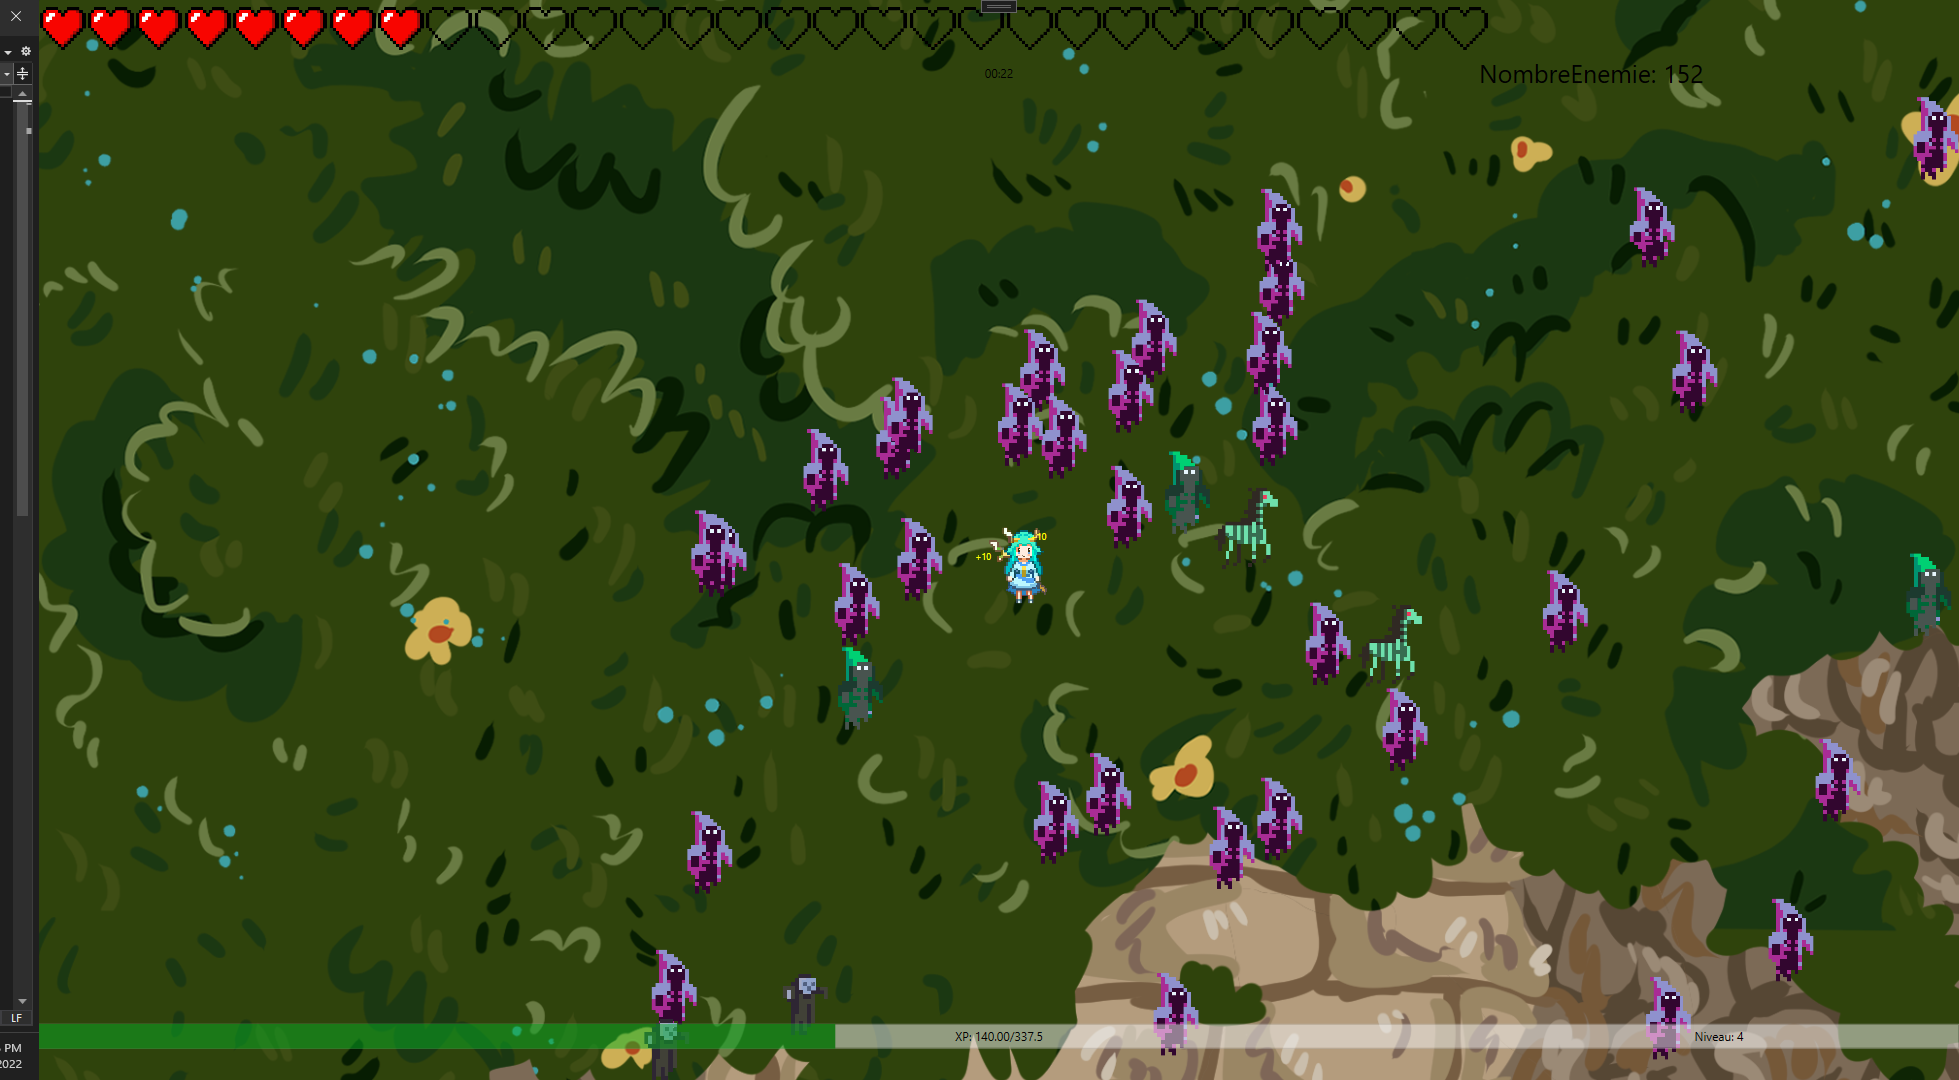 00:22
NombreEnemie: 152
+10
+10
LF
XP: 140.00/337.5
Niveau: 4
PM
2022